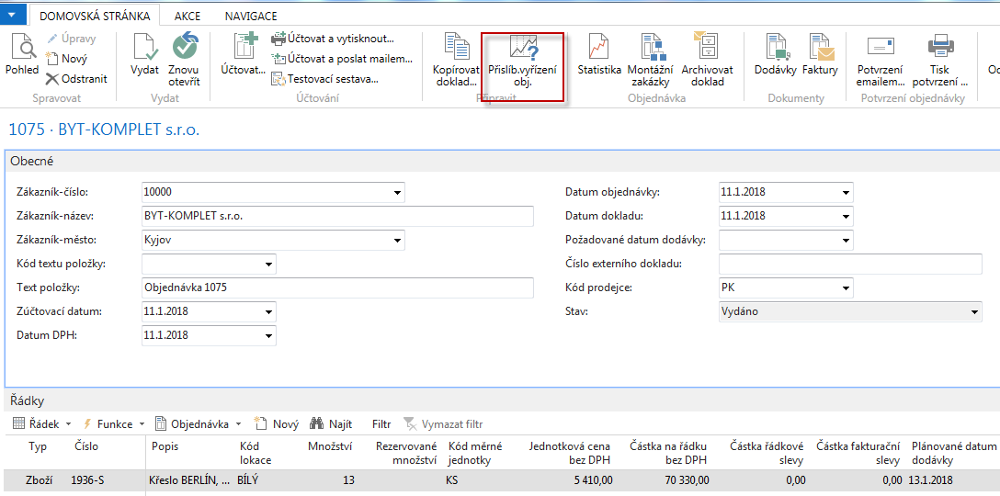 DOMOVSKÁ STRÁNKA AKCE NAVIGACE
Pohled
Úpravy
Nový
Odstranit
Spravovat
Vydat
Znovu otevřít
Vydat
Účtovat...
Účtovat a vytisknout...
Účtovat a poslat mailem...
Testovací sestava...
Účtování
Kopírovat doklad...
Přislib.vyřízení obj.
Připravit
Statistika
Montážní zakázky
Archivovat doklad
Objednávka
Dodávky
Faktury
Dokumenty
Potvrzení emailem...
Tisk potvrzení ...
Potvrzení objednávky
1075 · BYT-KOMPLET s.r.o.
Obecné
Zákazník-číslo: 10000
Zákazník-název: BYT-KOMPLET s.r.o.
Zákazník-město: Kyjov
Kód textu položky:
Text položky: Objednávka 1075
Zúčtovací datum: 11.1.2018
Datum DPH: 11.1.2018
Datum objednávky: 11.1.2018
Datum dokladu: 11.1.2018
Požadované datum dodávky:
Číslo externího dokladu:
Kód prodejce: PK
Stav: Vydáno
Řádky
Řádek Funkce Objednávka Nový Najít Filtr Vymazat filtr
Typ Číslo Popis Kód lokace Množství Rezervované množství Kód měrné jednotky Jednotková cena bez DPH Částka na řádku bez DPH Částka řádkové slevy Částka fakturační slevy Plánované datum dodávky
Zboží 1936-S Křeslo BERLÍN, ... BÍLÝ 13 KS 5 410,00 70 330,00 0,00 0,00 13.1.2018